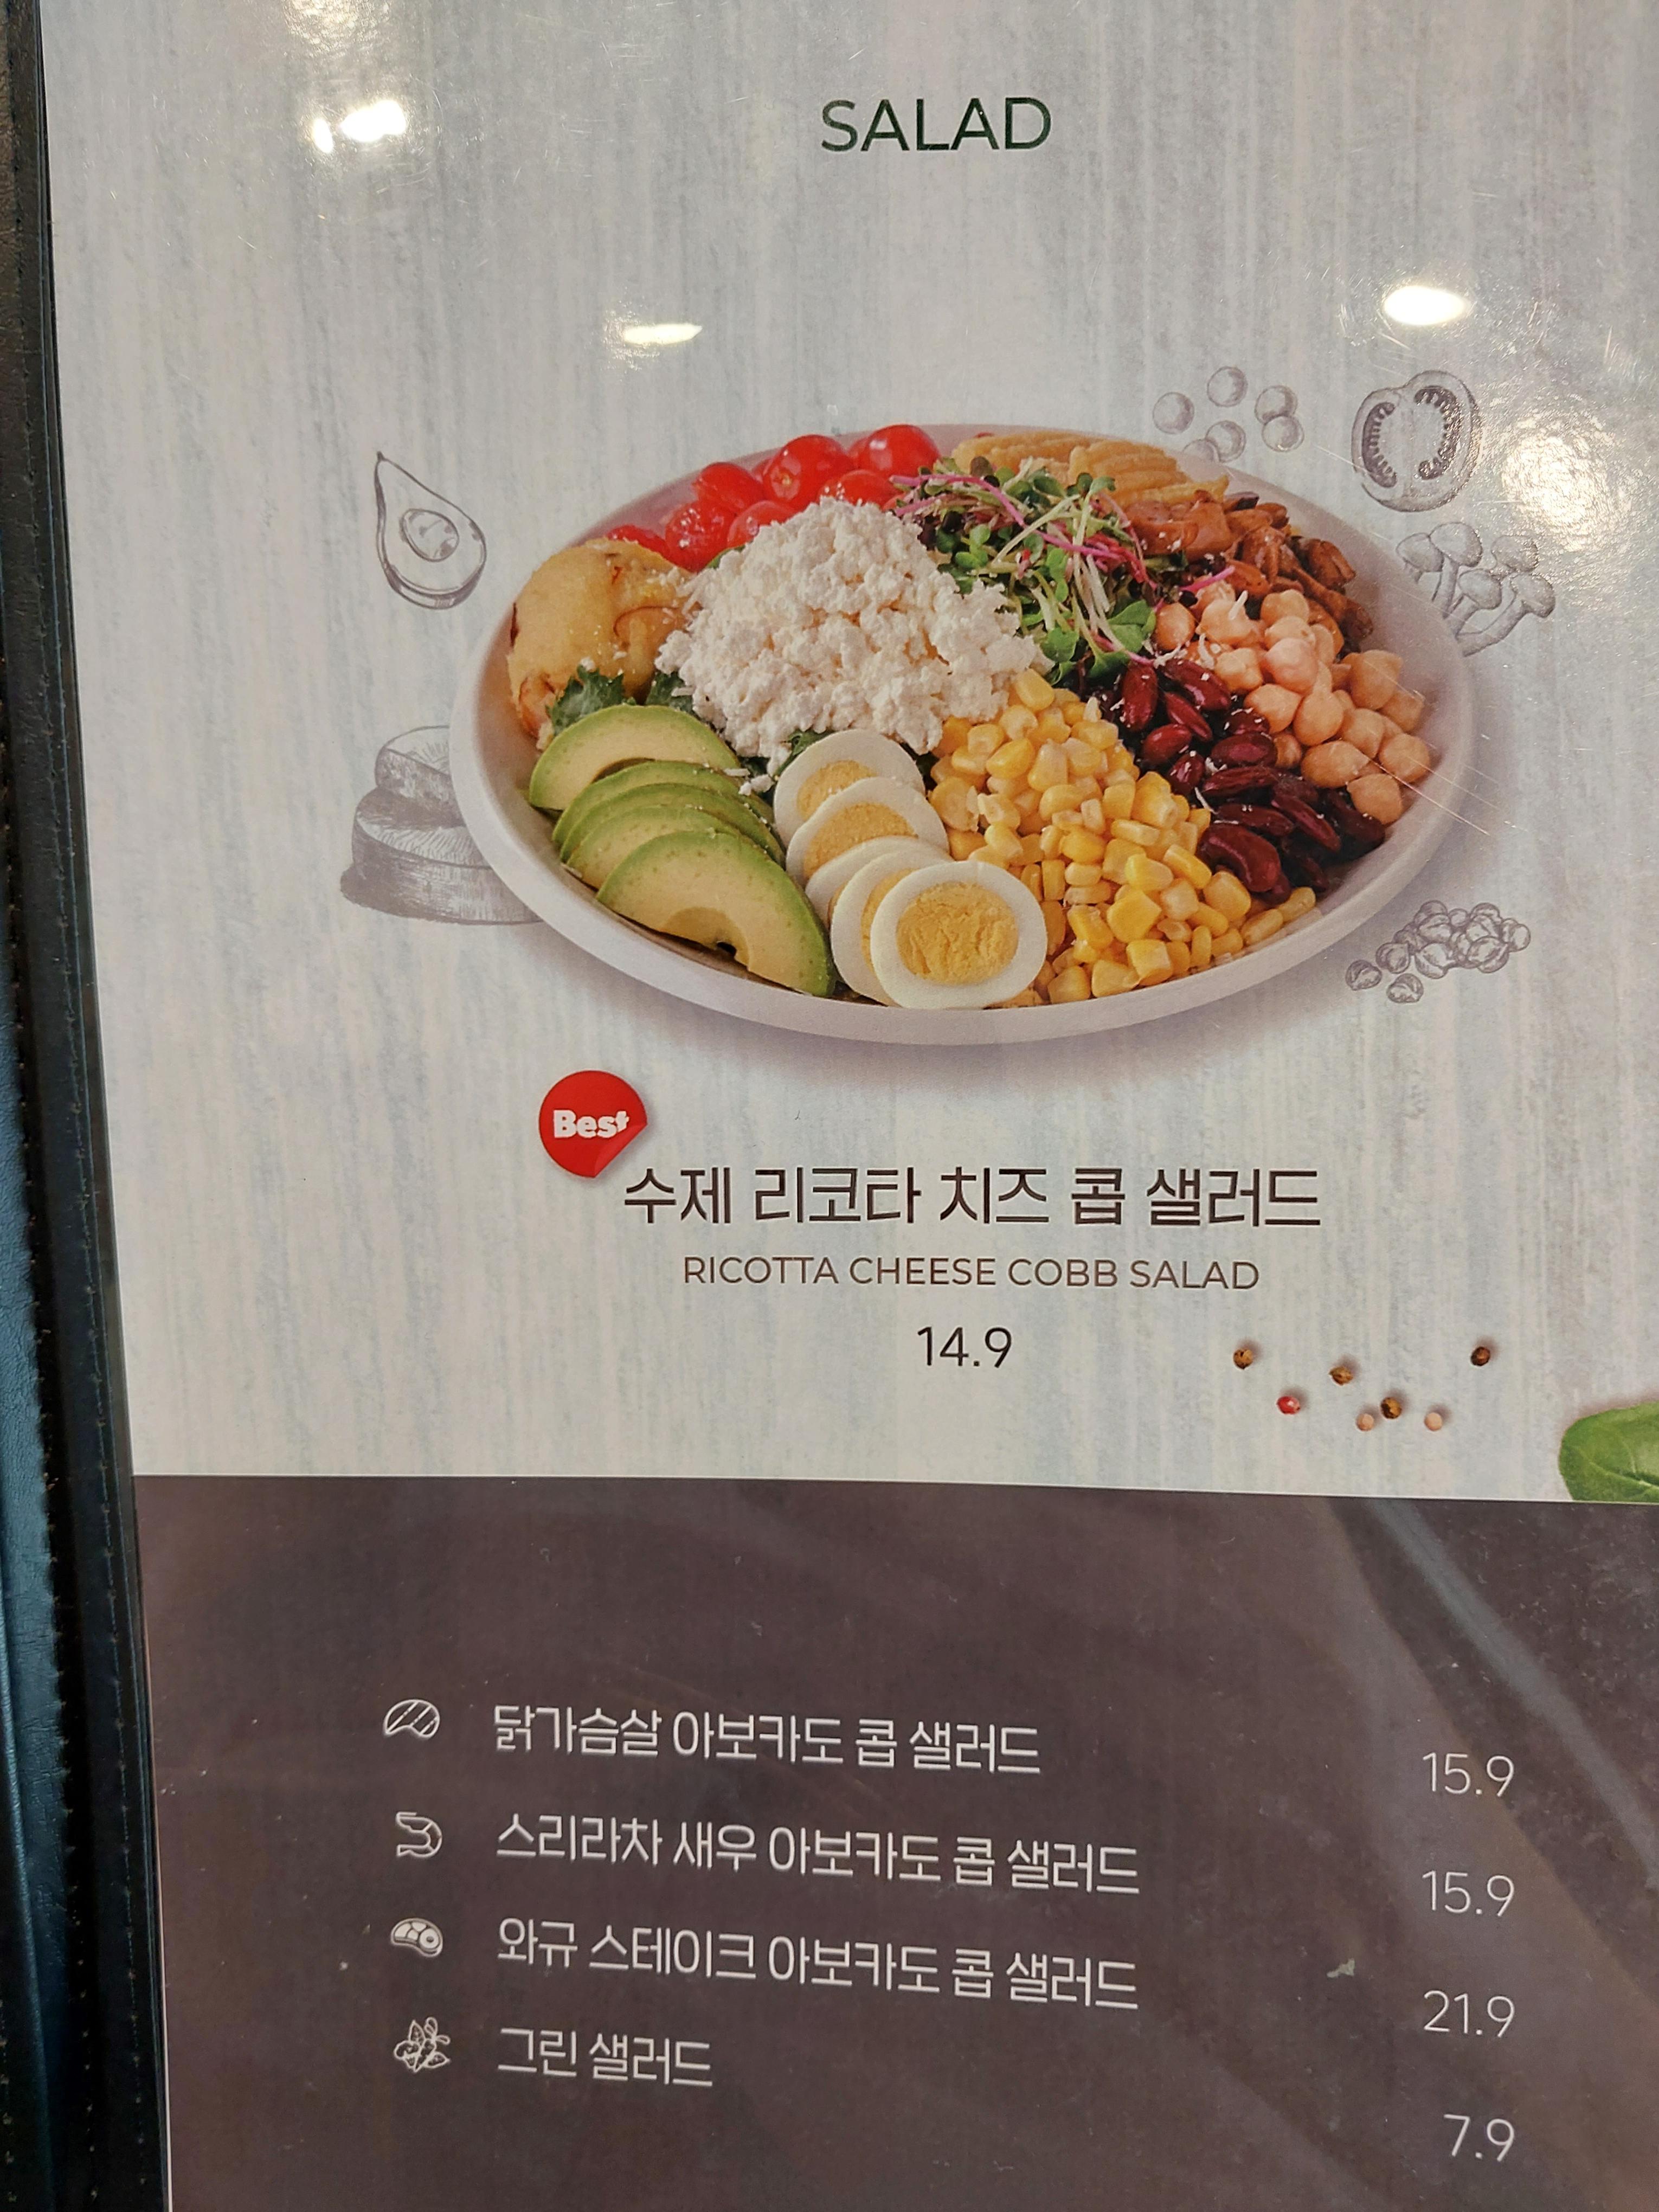 SALAD
Best
수제 리코타 치즈 콥 샐러드
RICOTTA CHEESE COBB SALAD
14.9
닭가슴살 아보카도 콥 샐러드 15.9
스리라차 새우 아보카도 콥 샐러드 15.9
와규 스테이크 아보카도 콥 샐러드 21.9
그린 샐러드 7.9